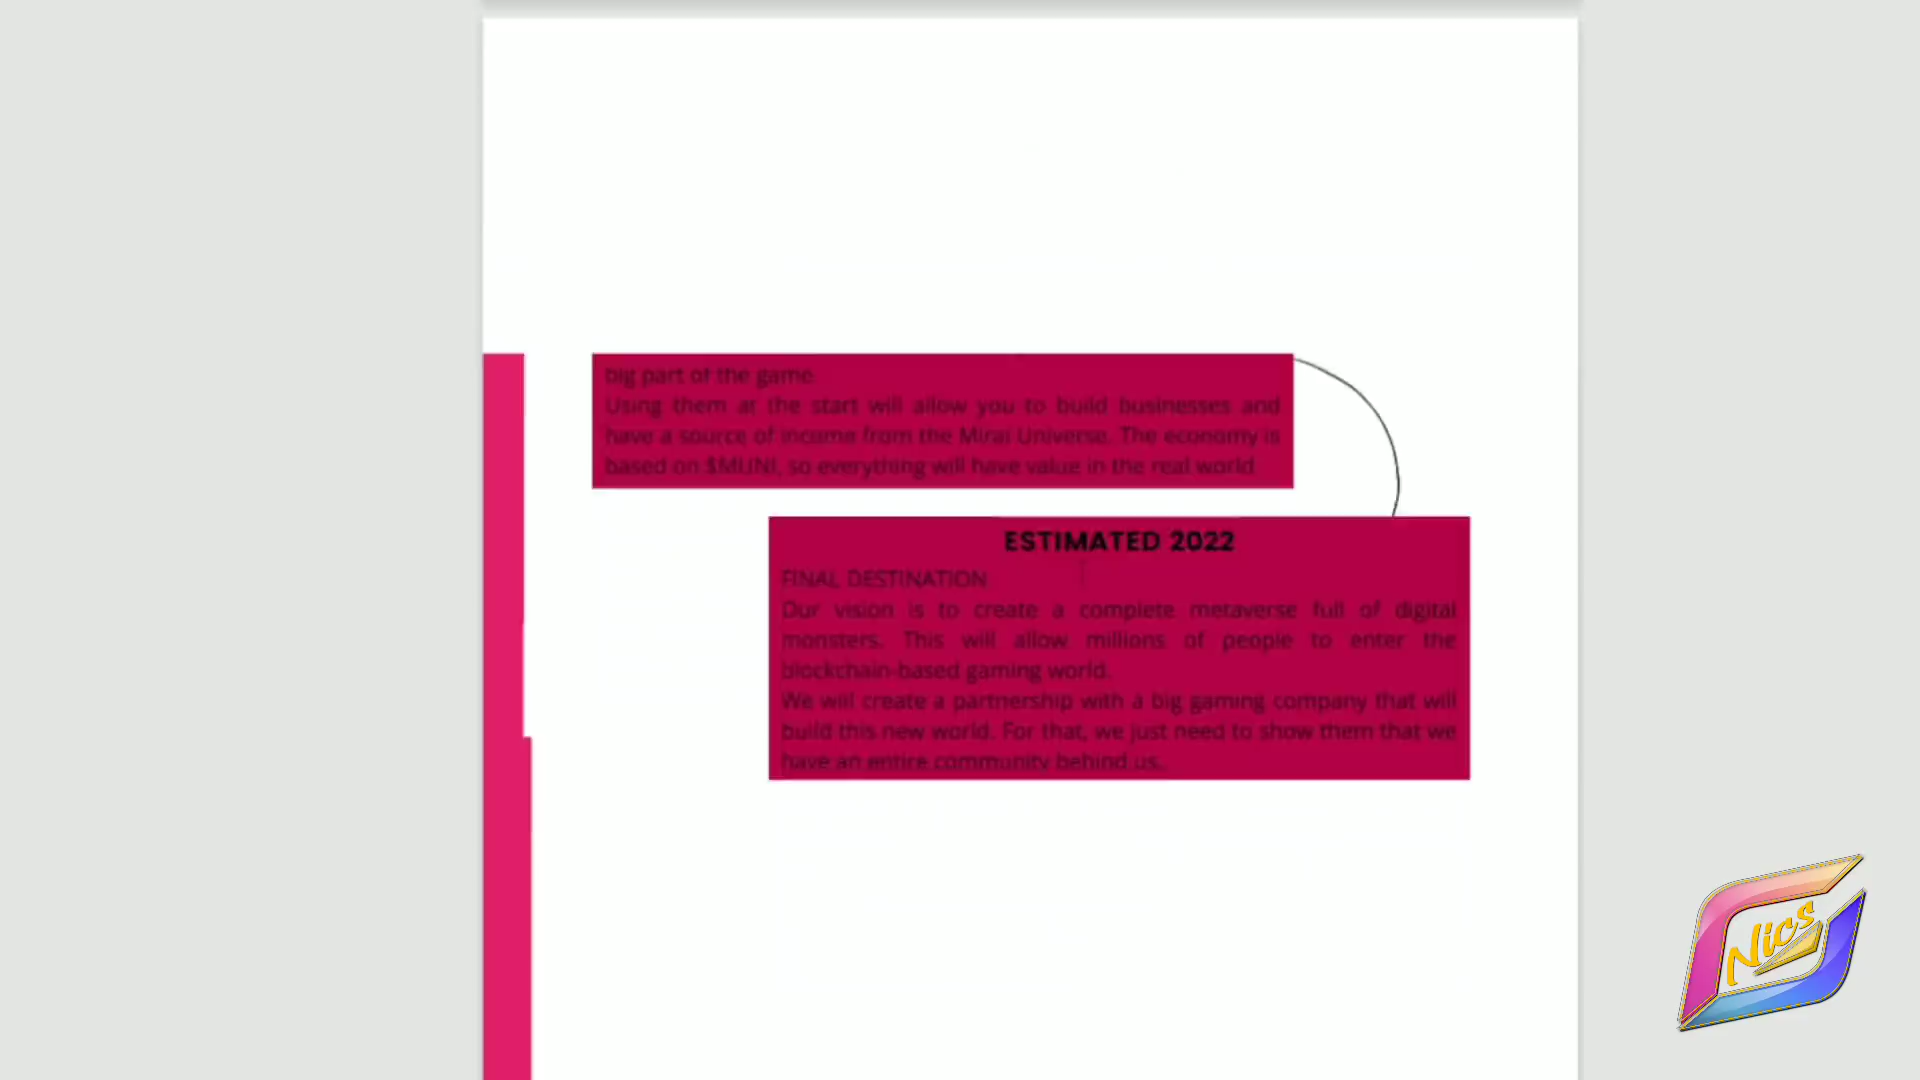 big part of the game.
Using them at the start will allow you to build businesses and
have a source of income from the Mirai Universe. The economy is
based on $MUNI, so everything will have value in the real world.
ESTIMATED 2022
FINAL DESTINATION
Our vision is to create a complete metaverse full of digital
monsters. This will allow millions of people to enter the
blockchain-based gaming world.
We will create a partnership with a big gaming company that will
build this new world. For that, we just need to show them that we
have an entire community behind us.
Nics